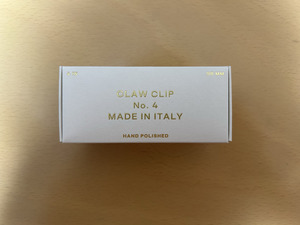 CLAW CLIP
No. 4
MADE IN ITALY
HAND POLISHED